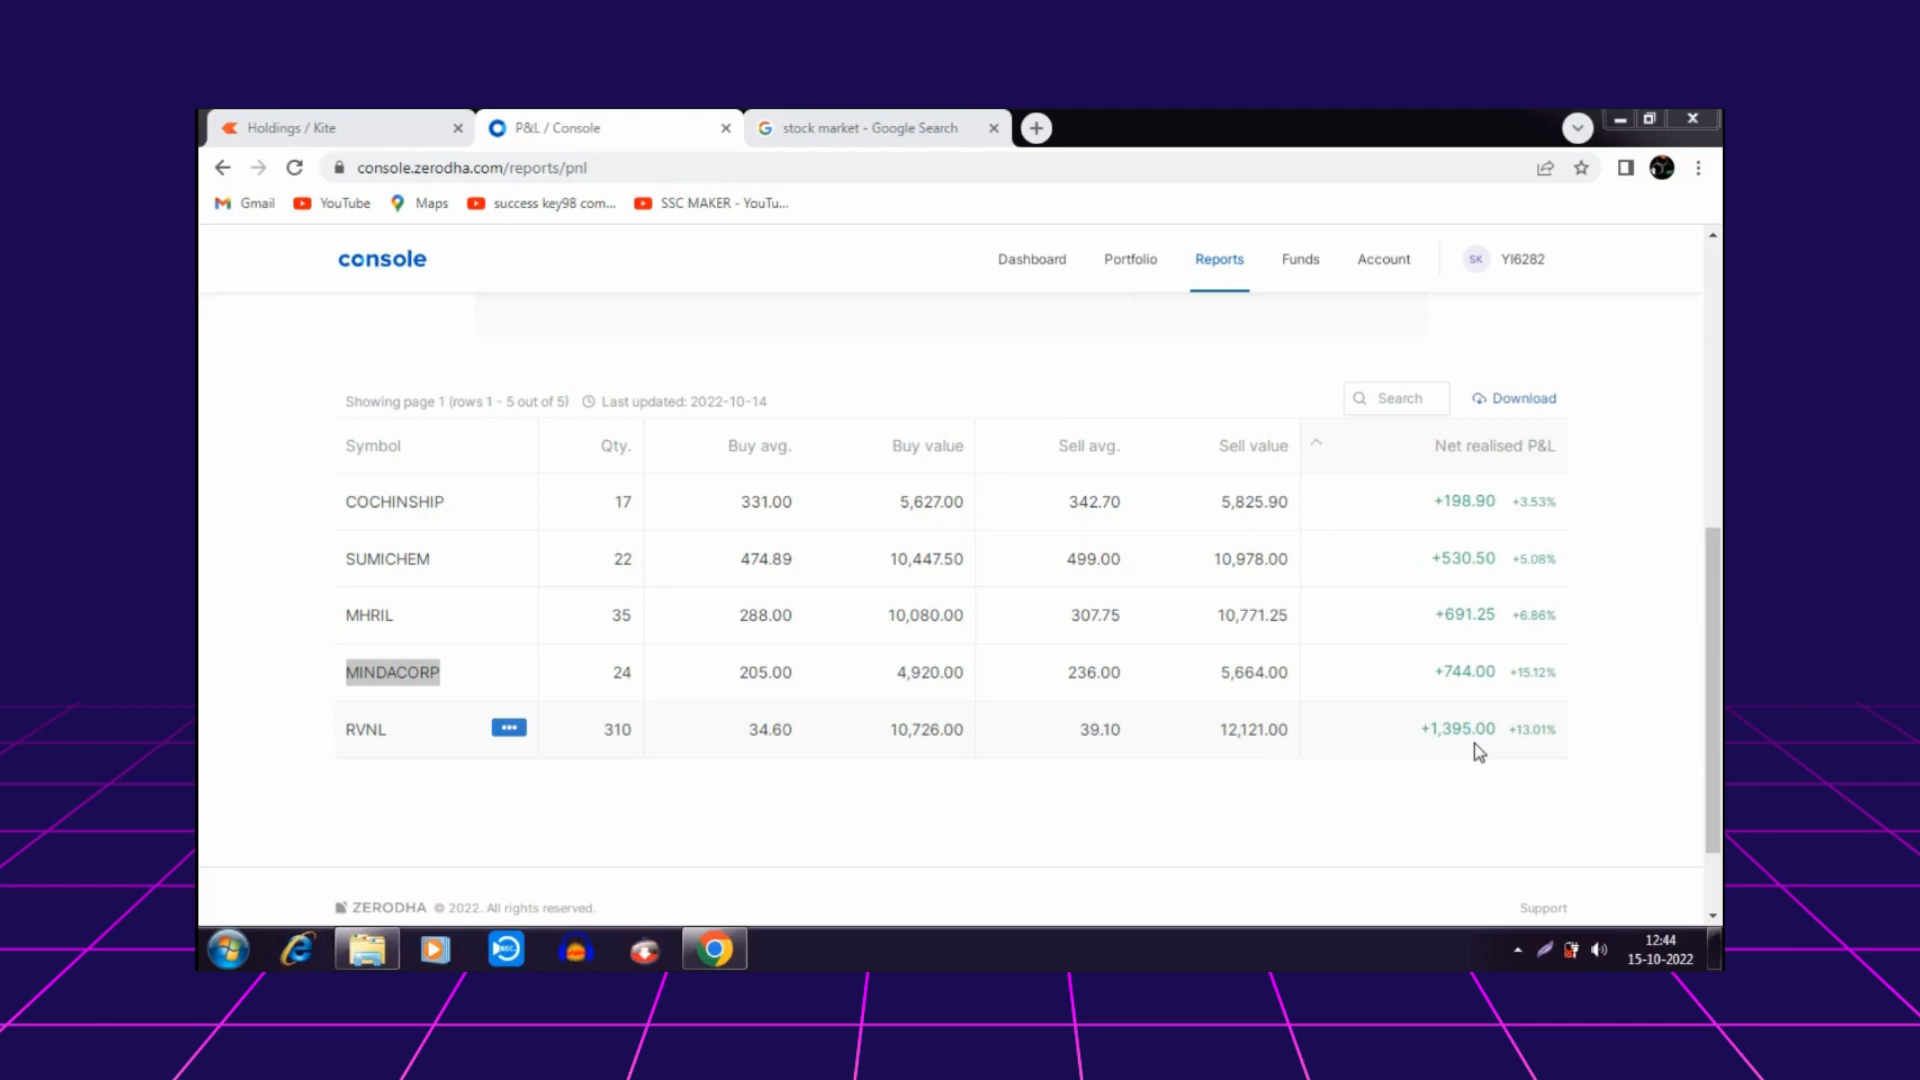 Holdings / Kite
P&L / Console
stock market - Google Search
console.zerodha.com/reports/pnl
Gmail
YouTube
Maps
success key98 com...
SSC MAKER - YouTu...
console
Dashboard
Portfolio
Reports
Funds
Account
SK
YI6282
Showing page 1 (rows 1 - 5 out of 5)
Last updated: 2022-10-14
Search
Download
Symbol Qty. Buy avg. Buy value Sell avg. Sell value Net realised P&L
COCHINSHIP 17 331.00 5,627.00 342.70 5,825.90 +198.90 +3.53%
SUMICHEM 22 474.89 10,447.50 499.00 10,978.00 +530.50 +5.08%
MHRIL 35 288.00 10,080.00 307.75 10,771.25 +691.25 +6.86%
MINDACORP 24 205.00 4,920.00 236.00 5,664.00 +744.00 +15.12%
RVNL 310 34.60 10,726.00 39.10 12,121.00 +1,395.00 +13.01%
ZERODHA © 2022. All rights reserved.
Support
REC
12:44
15-10-2022